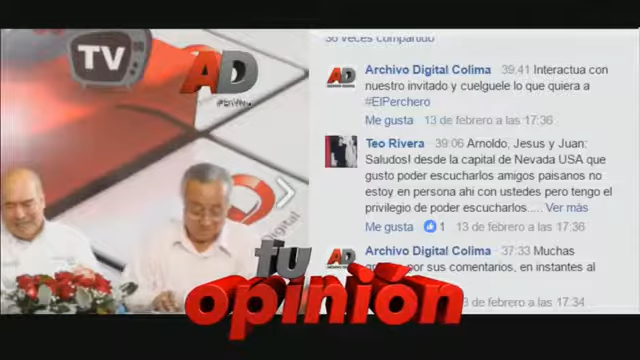 TV
AD
36 veces compartido
Archivo Digital Colima 39:41 Interactua con
nuestro invitado y cuelguele lo que quiera a
#ElPerchero
Me gusta 13 de febrero a las 17:36
Teo Rivera 39:06 Arnoldo, Jesus y Juan:
Saludos! desde la capital de Nevada USA que
gusto poder escucharlos amigos paisanos no
estoy en persona ahi con ustedes pero tengo el
privilegio de poder escucharlos..... Ver más
Me gusta 1 13 de febrero a las 17:36
Archivo Digital Colima 37:33 Muchas
por sus comentarios, en instantes al
13 de febrero a las 17:34
Digital
AD
AD
tu
opinión